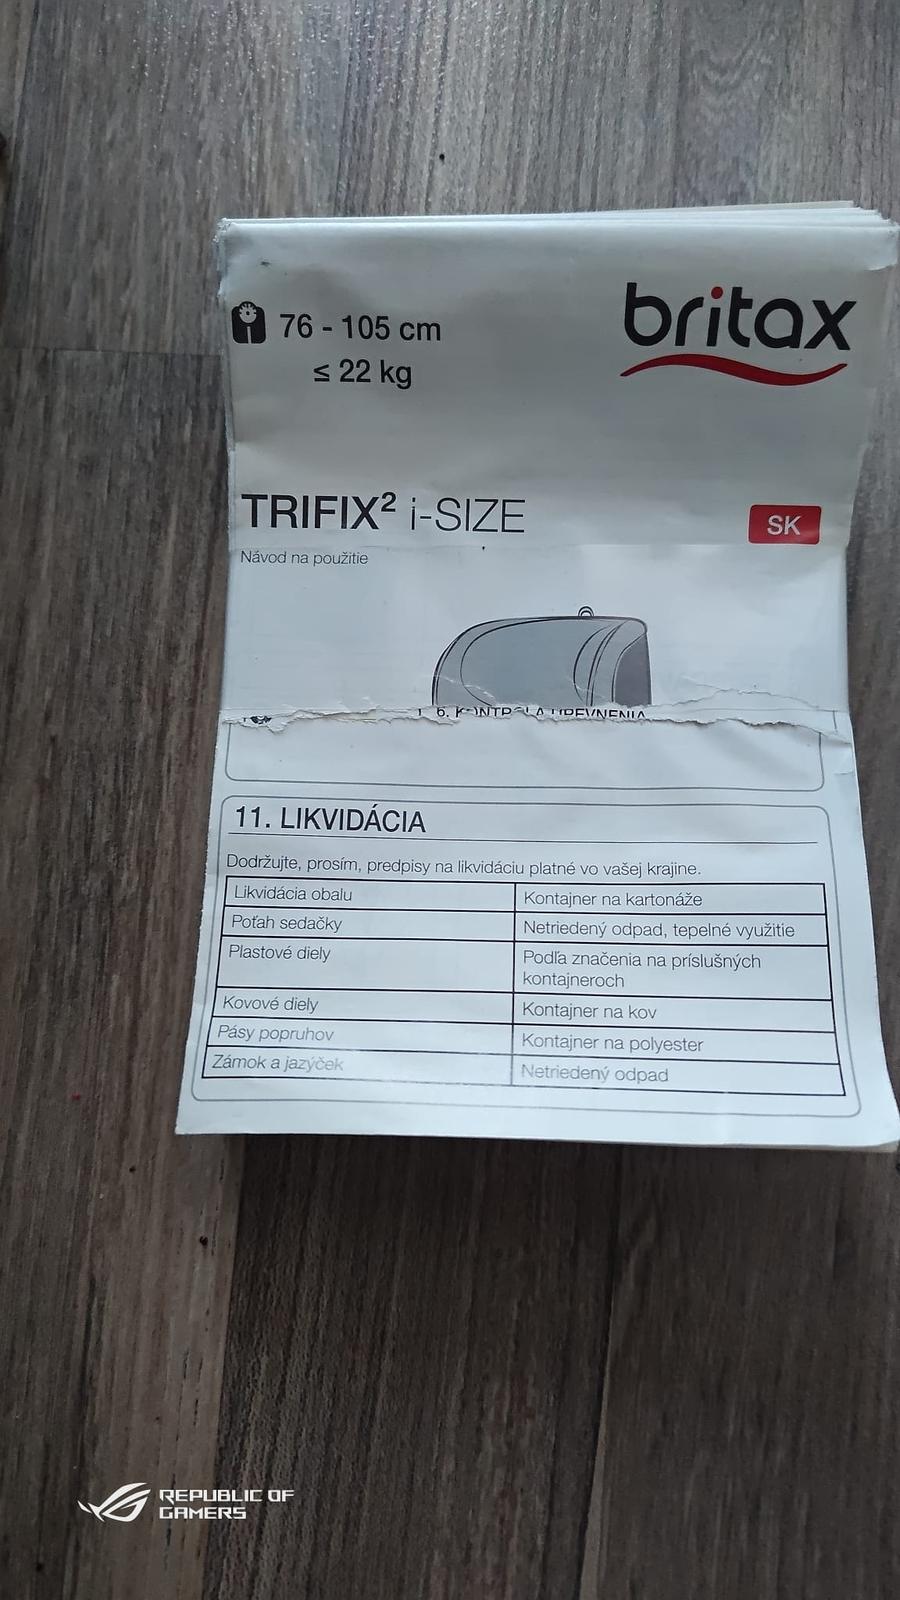 76 - 105 cm
≤ 22 kg
britax
TRIFIX² i-SIZE
SK
Návod na použitie
6. KONTROLA UPEVNENIA
11. LIKVIDÁCIA
Dodržujte, prosím, predpisy na likvidáciu platné vo vašej krajine.
Likvidácia obalu Kontajner na kartonáže
Poťah sedačky Netriedený odpad, tepelné využitie
Plastové diely Podľa značenia na príslušných
kontajneroch
Kovové diely Kontajner na kov
Pásy popruhov Kontajner na polyester
Zámok a jazýček Netriedený odpad
REPUBLIC OF
GAMERS